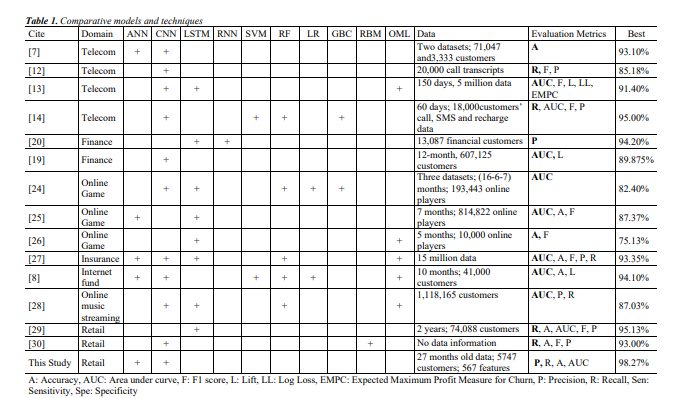 Table 1. Comparative models and techniques
Cite Domain ANN CNN LSTM RNN SVM RF LR GBC RBM OML Data Evaluation Metrics Best
[7] Telecom + + Two datasets; 71,047 and3,333 customers A 93.10%
[12] Telecom + 20,000 call transcripts R, F, P 85.18%
[13] Telecom + + + 150 days, 5 million data AUC, F, L, LL, EMPC 91.40%
[14] Telecom + + + + 60 days; 18,000customers' call, SMS and recharge data R, AUC, F, P 95.00%
[20] Finance + + 13,087 financial customers P 94.20%
[19] Finance + 12-month, 607,125 customers AUC, L 89.875%
[24] Online Game + + + + + Three datasets; (16-6-7) months; 193,443 online players AUC 82.40%
[25] Online Game + + 7 months; 814,822 online players AUC, A, F 87.37%
[26] Online Game + + 5 months; 10,000 online players A, F 75.13%
[27] Insurance + + + + + 15 million data AUC, A, F, P, R 93.35%
[8] Internet fund + + + + + + 10 months; 41,000 customers AUC, A, L 94.10%
[28] Online music streaming + + + + 1,118,165 customers AUC, P, R 87.03%
[29] Retail + 2 years; 74,088 customers R, A, AUC, F, P 95.13%
[30] Retail + + No data information R, A, F, P 93.00%
This Study Retail + + 27 months old data; 5747 customers; 567 features P, R, A, AUC 98.27%
A: Accuracy, AUC: Area under curve, F: F1 score, L: Lift, LL: Log Loss, EMPC: Expected Maximum Profit Measure for Churn, P: Precision, R: Recall, Sen:
Sensitivity, Spe: Specificity